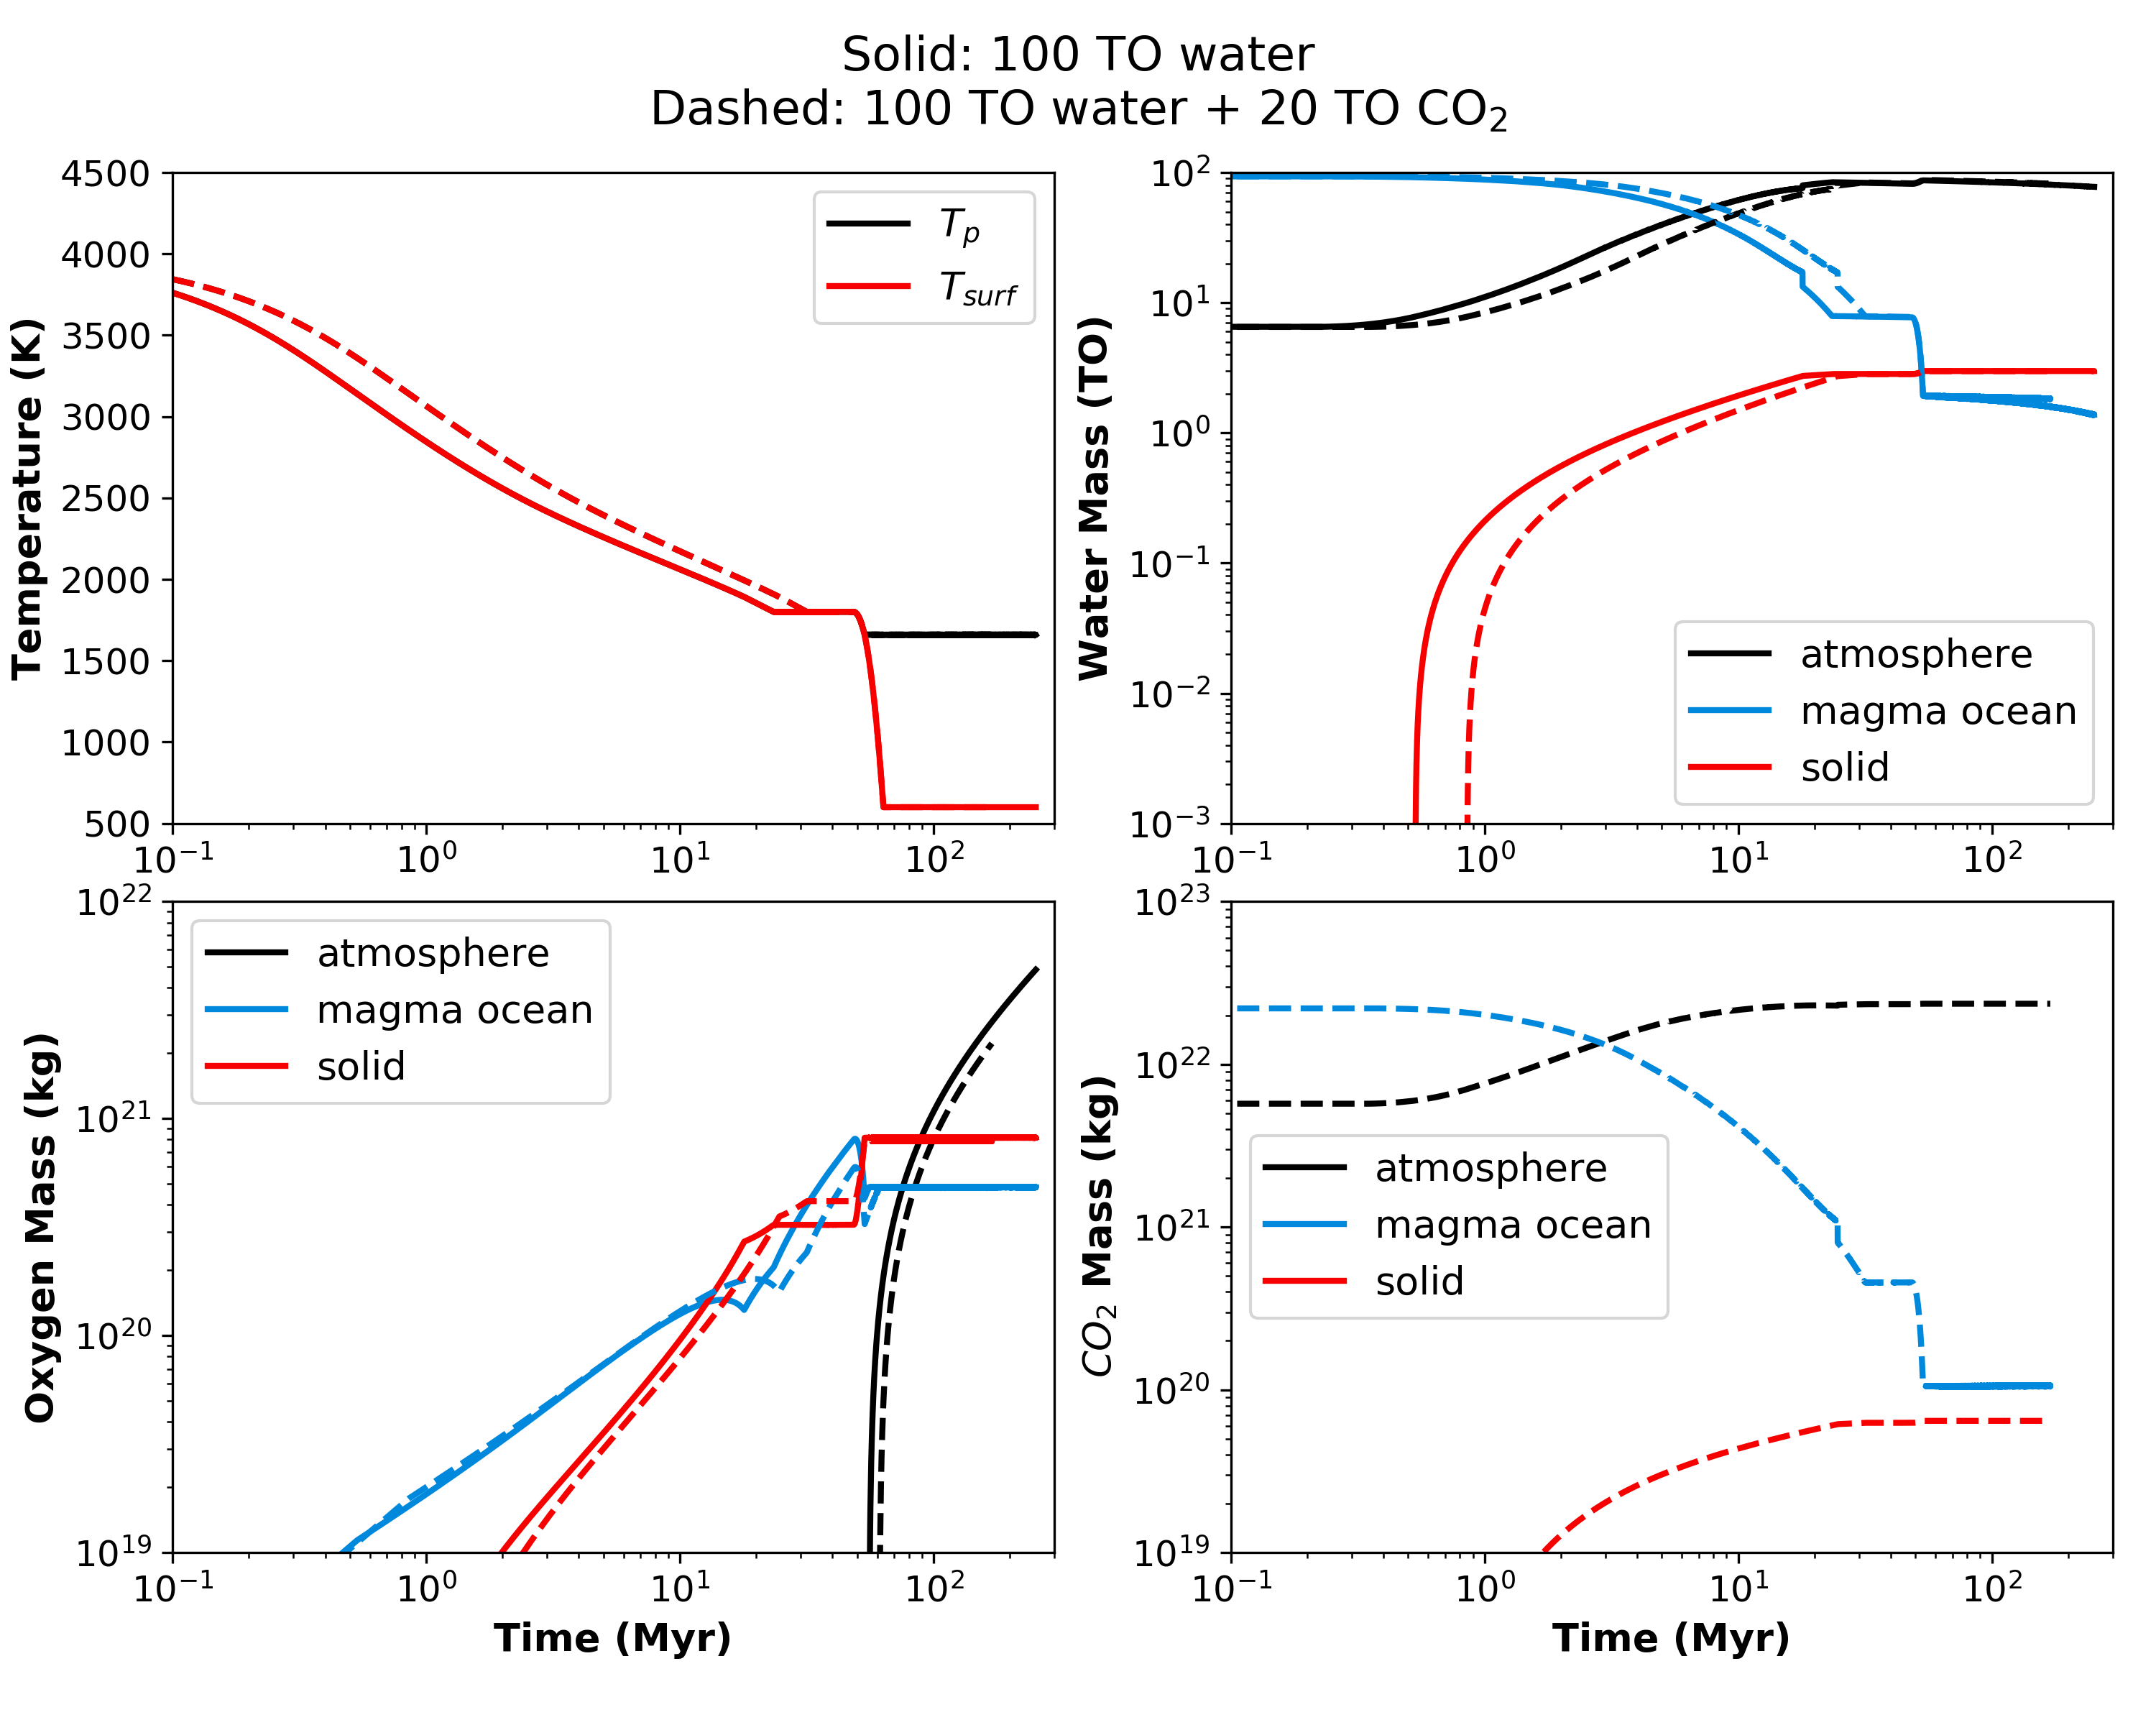 Solid: 100 TO water
Dashed: 100 TO water + 20 TO CO₂
Temperature (K)
4500
4000
3500
3000
2500
2000
1500
1000
500
10⁻¹
10⁰
10¹
10²
T_p
T_surf
Water Mass (TO)
10²
10¹
10⁰
10⁻¹
10⁻²
10⁻³
10⁻¹
10⁰
10¹
10²
atmosphere
magma ocean
solid
Oxygen Mass (kg)
10²²
10²¹
10²⁰
10¹⁹
10⁻¹
10⁰
10¹
10²
Time (Myr)
atmosphere
magma ocean
solid
CO₂ Mass (kg)
10²³
10²²
10²¹
10²⁰
10¹⁹
10⁻¹
10⁰
10¹
10²
Time (Myr)
atmosphere
magma ocean
solid